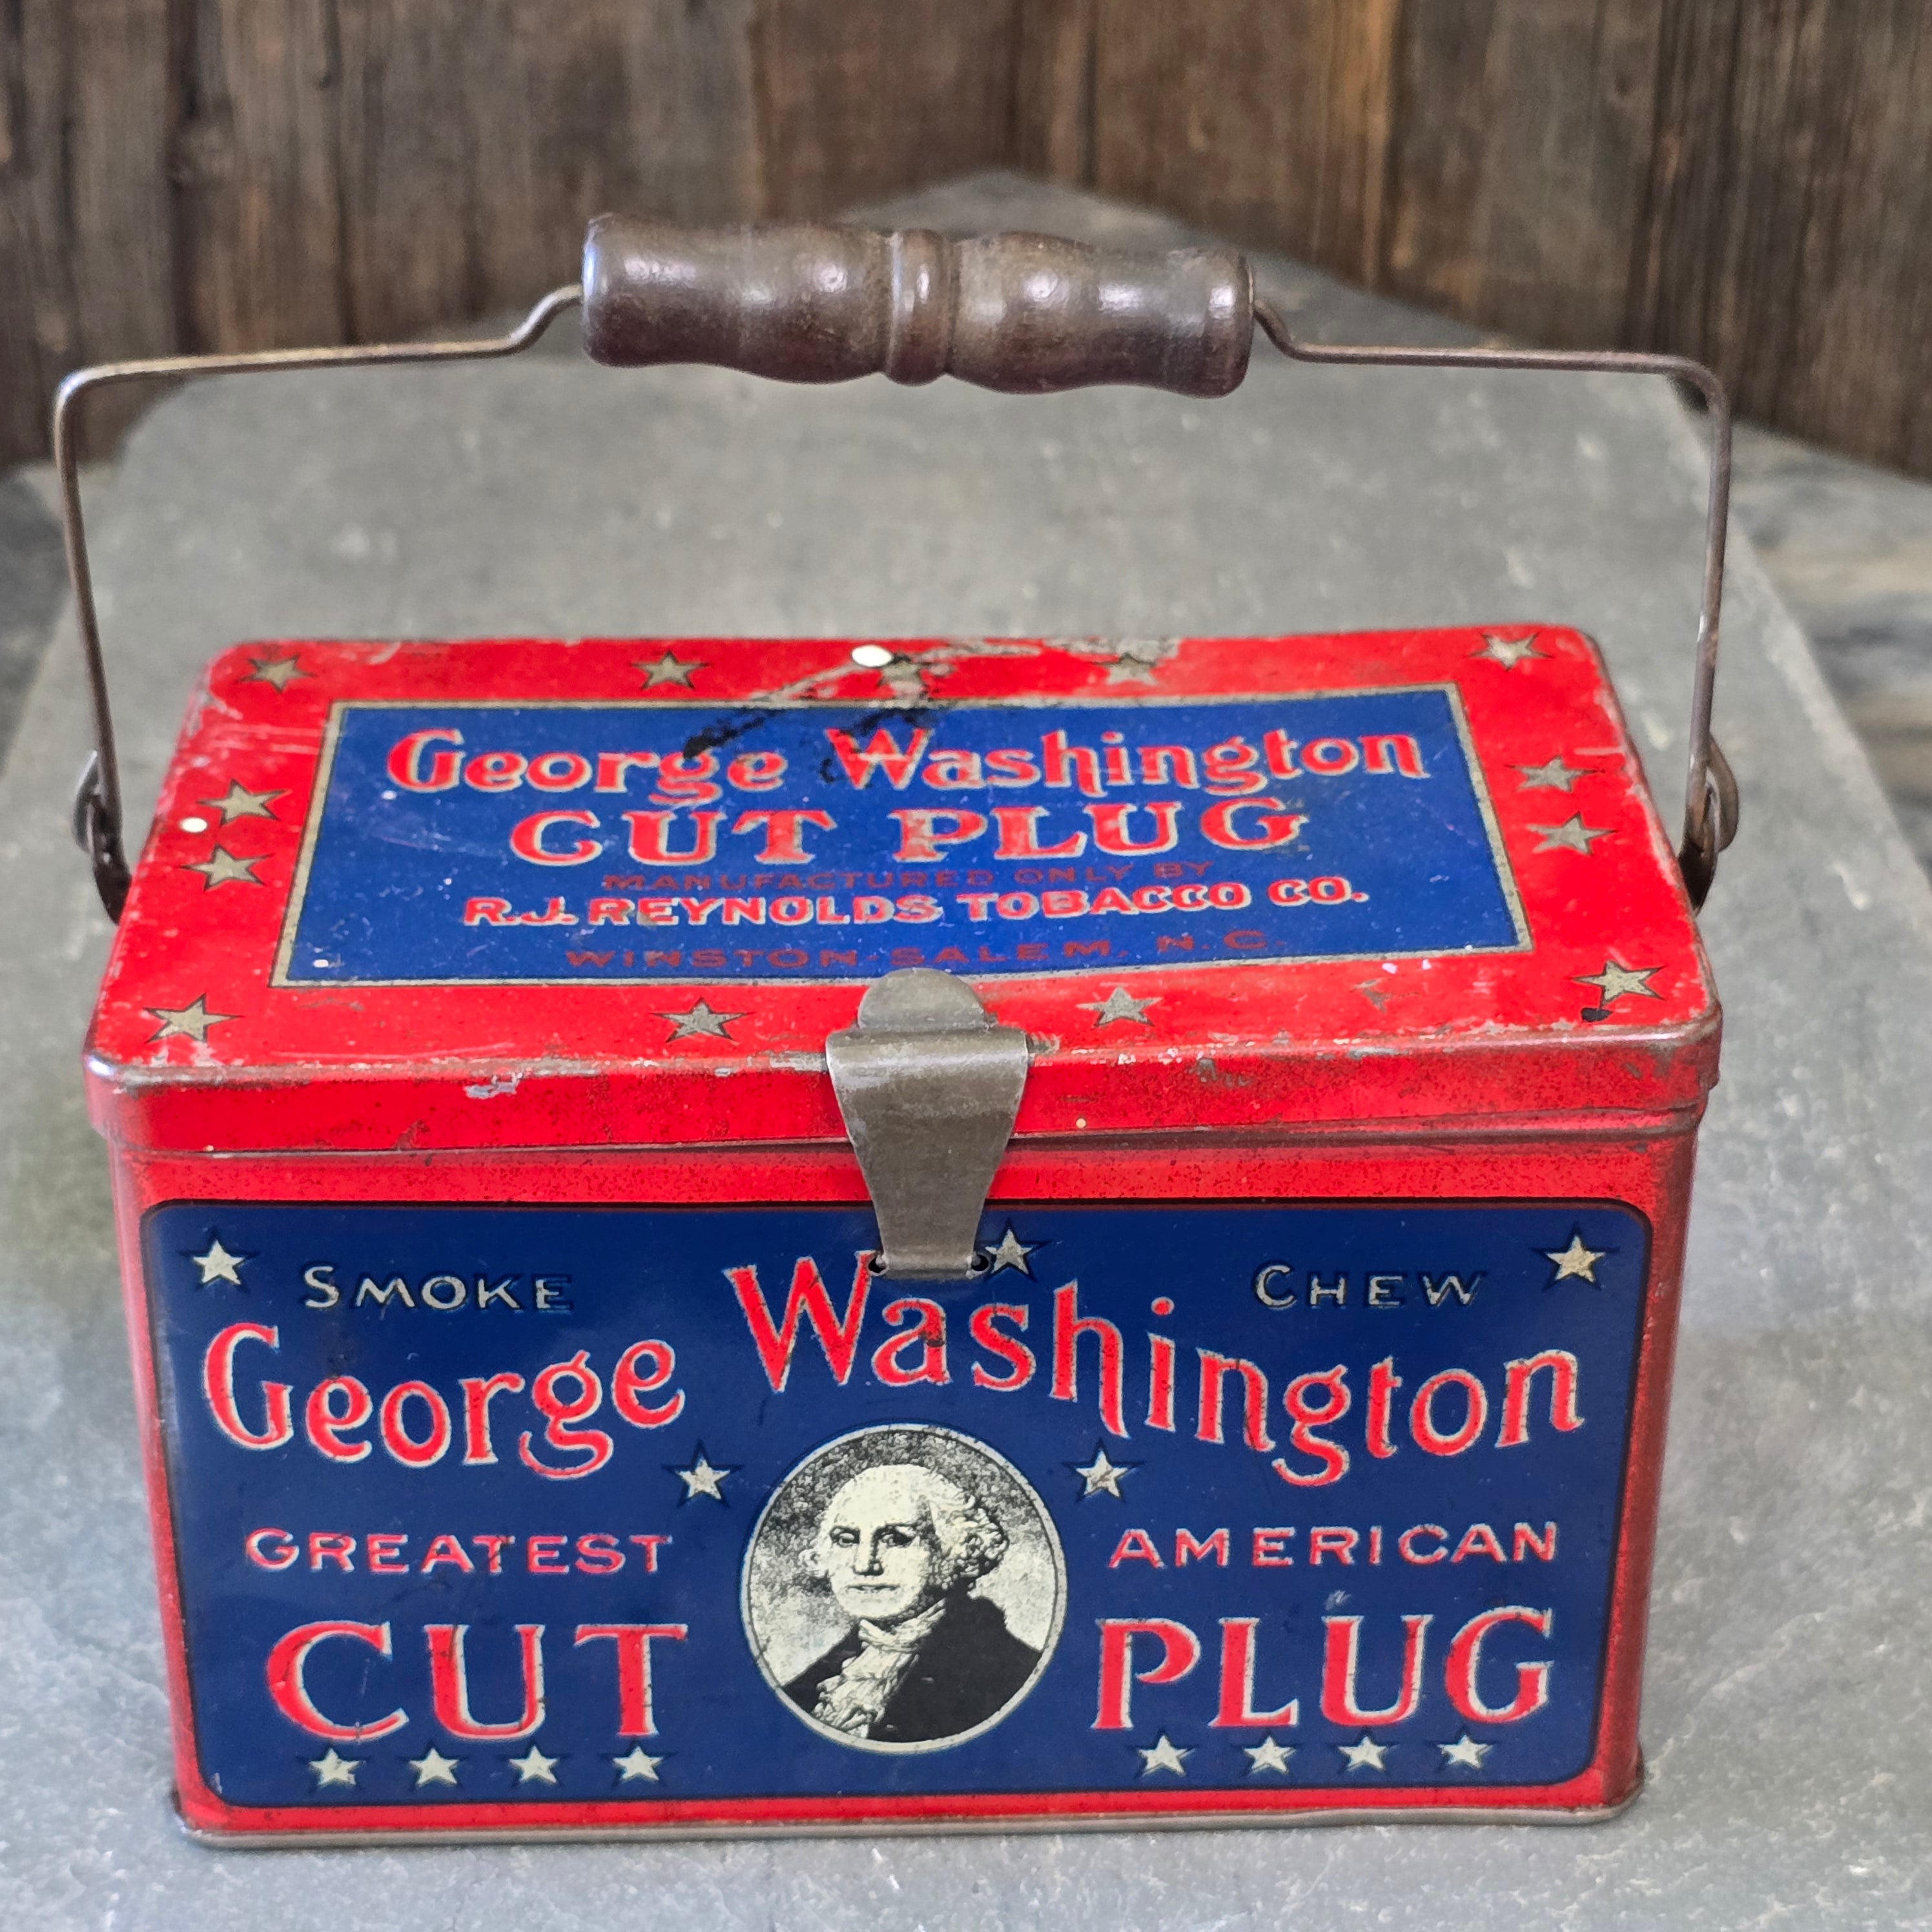 George Washington
CUT PLUG
MANUFACTURED ONLY BY
R.J. REYNOLDS TOBACCO CO.
WINSTON-SALEM, N.C.
SMOKE CHEW
George Washington
GREATEST AMERICAN
CUT PLUG